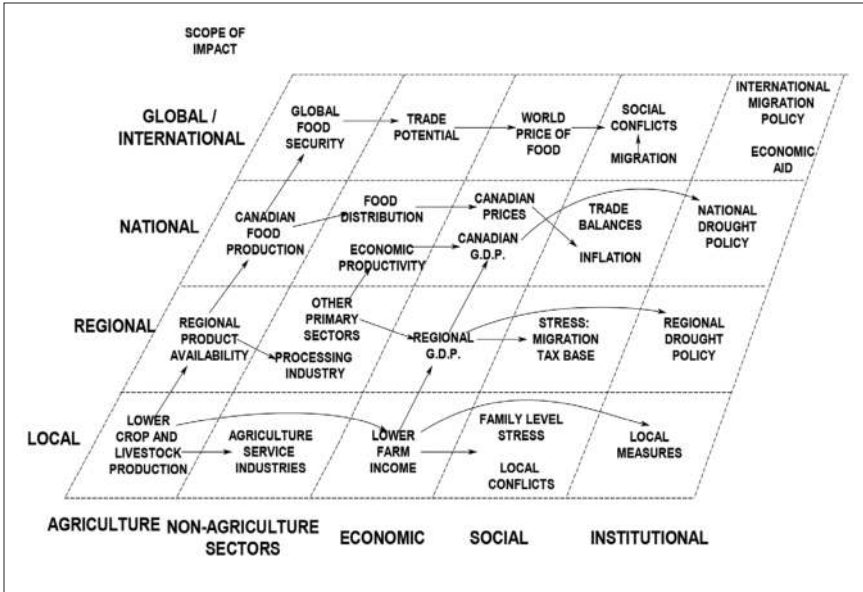 SCOPE OF
IMPACT
GLOBAL /
INTERNATIONAL
GLOBAL
FOOD
SECURITY
TRADE
POTENTIAL
WORLD
PRICE OF
FOOD
SOCIAL
CONFLICTS
MIGRATION
INTERNATIONAL
MIGRATION
POLICY
ECONOMIC
AID
NATIONAL
CANADIAN
FOOD
PRODUCTION
FOOD
DISTRIBUTION
ECONOMIC
PRODUCTIVITY
CANADIAN
PRICES
CANADIAN
G.D.P.
TRADE
BALANCES
INFLATION
NATIONAL
DROUGHT
POLICY
REGIONAL
REGIONAL
PRODUCT
AVAILABILITY
OTHER
PRIMARY
SECTORS
PROCESSING
INDUSTRY
REGIONAL
G.D.P.
STRESS:
MIGRATION
TAX BASE
REGIONAL
DROUGHT
POLICY
LOCAL
LOWER
CROP AND
LIVESTOCK
PRODUCTION
AGRICULTURE
SERVICE
INDUSTRIES
LOWER
FARM
INCOME
FAMILY LEVEL
STRESS
LOCAL
CONFLICTS
LOCAL
MEASURES
AGRICULTURE
NON-AGRICULTURE
SECTORS
ECONOMIC
SOCIAL
INSTITUTIONAL